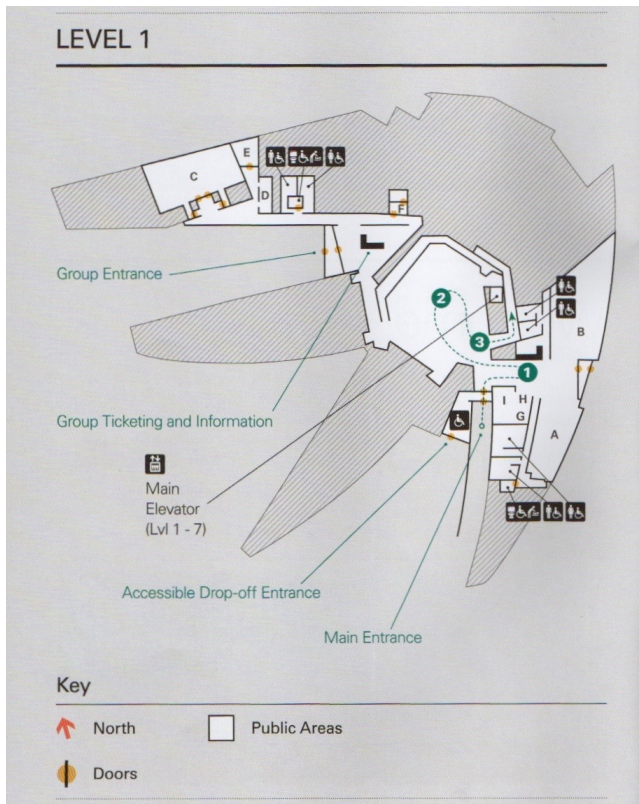 LEVEL 1
E
C
D
F
Group Entrance
2
3
B
1
I H
G
A
Group Ticketing and Information
Main
Elevator
(Lvl 1 - 7)
Accessible Drop-off Entrance
Main Entrance
Key
North
Public Areas
Doors